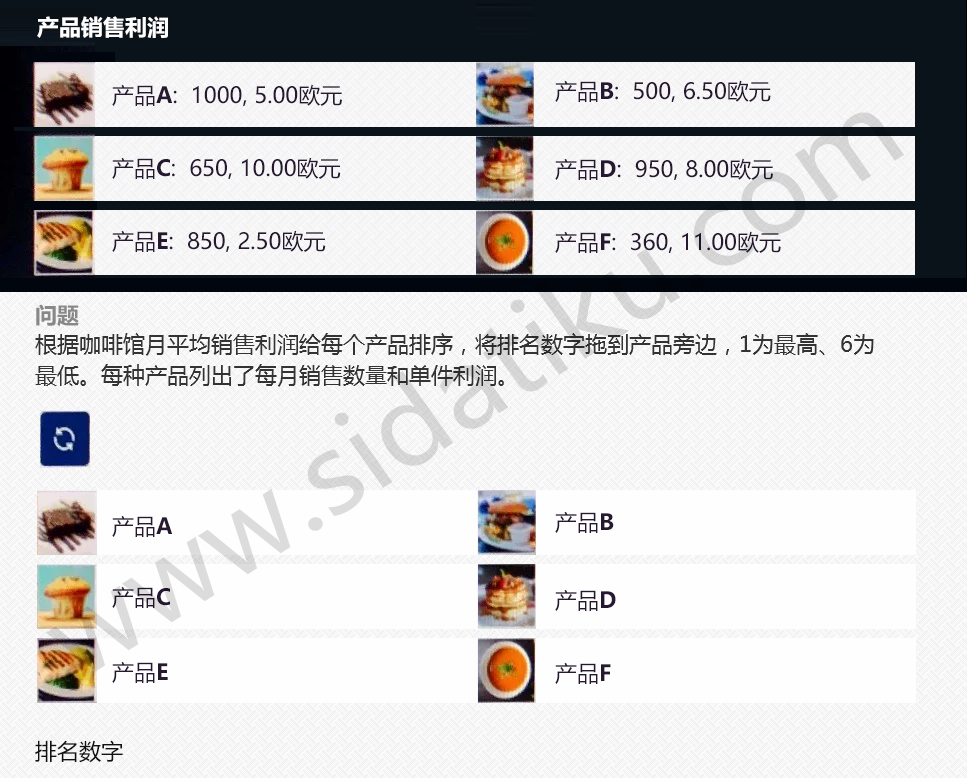 产品销售利润
产品A: 1000, 5.00欧元
产品B: 500, 6.50欧元
产品C: 650, 10.00欧元
产品D: 950, 8.00欧元
产品E: 850, 2.50欧元
产品F: 360, 11.00欧元
问题
根据咖啡馆月平均销售利润给每个产品排序，将排名数字拖到产品旁边，1为最高、6为
最低。每种产品列出了每月销售数量和单件利润。
产品A
产品B
产品C
产品D
产品E
产品F
排名数字
www.sidatiku.com